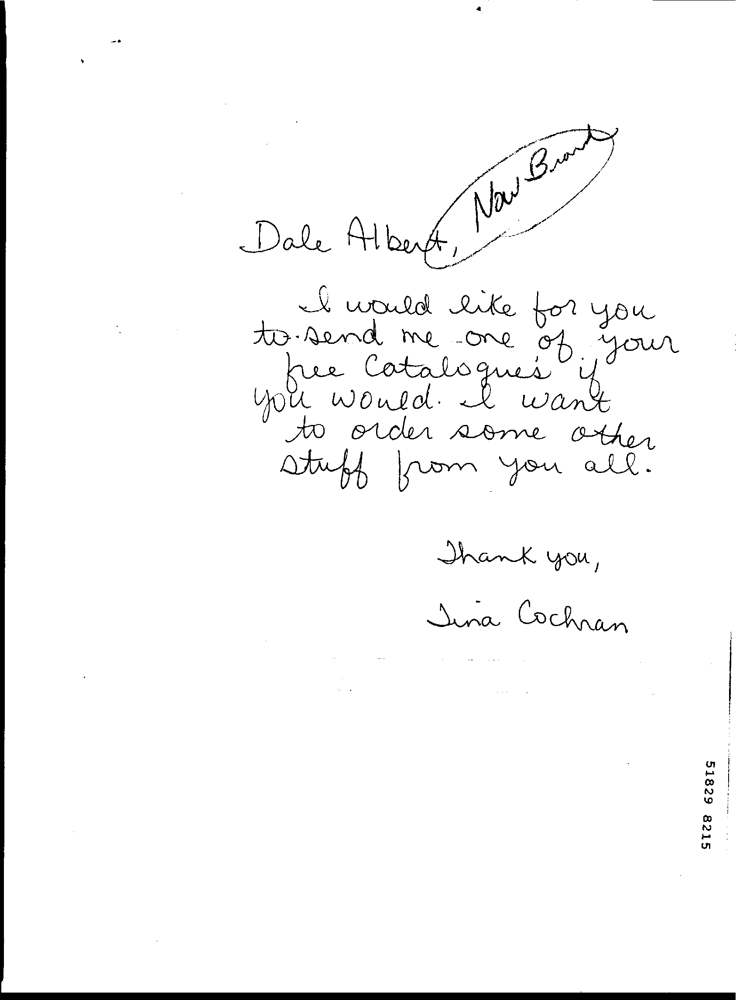 Now Brand
Dale Albert,
I would like for you
to send me one of your
free Catalogue's if
you would. I want
to order some other
stuff from you all.
Thank you,
Tina Cochran
51829 8215